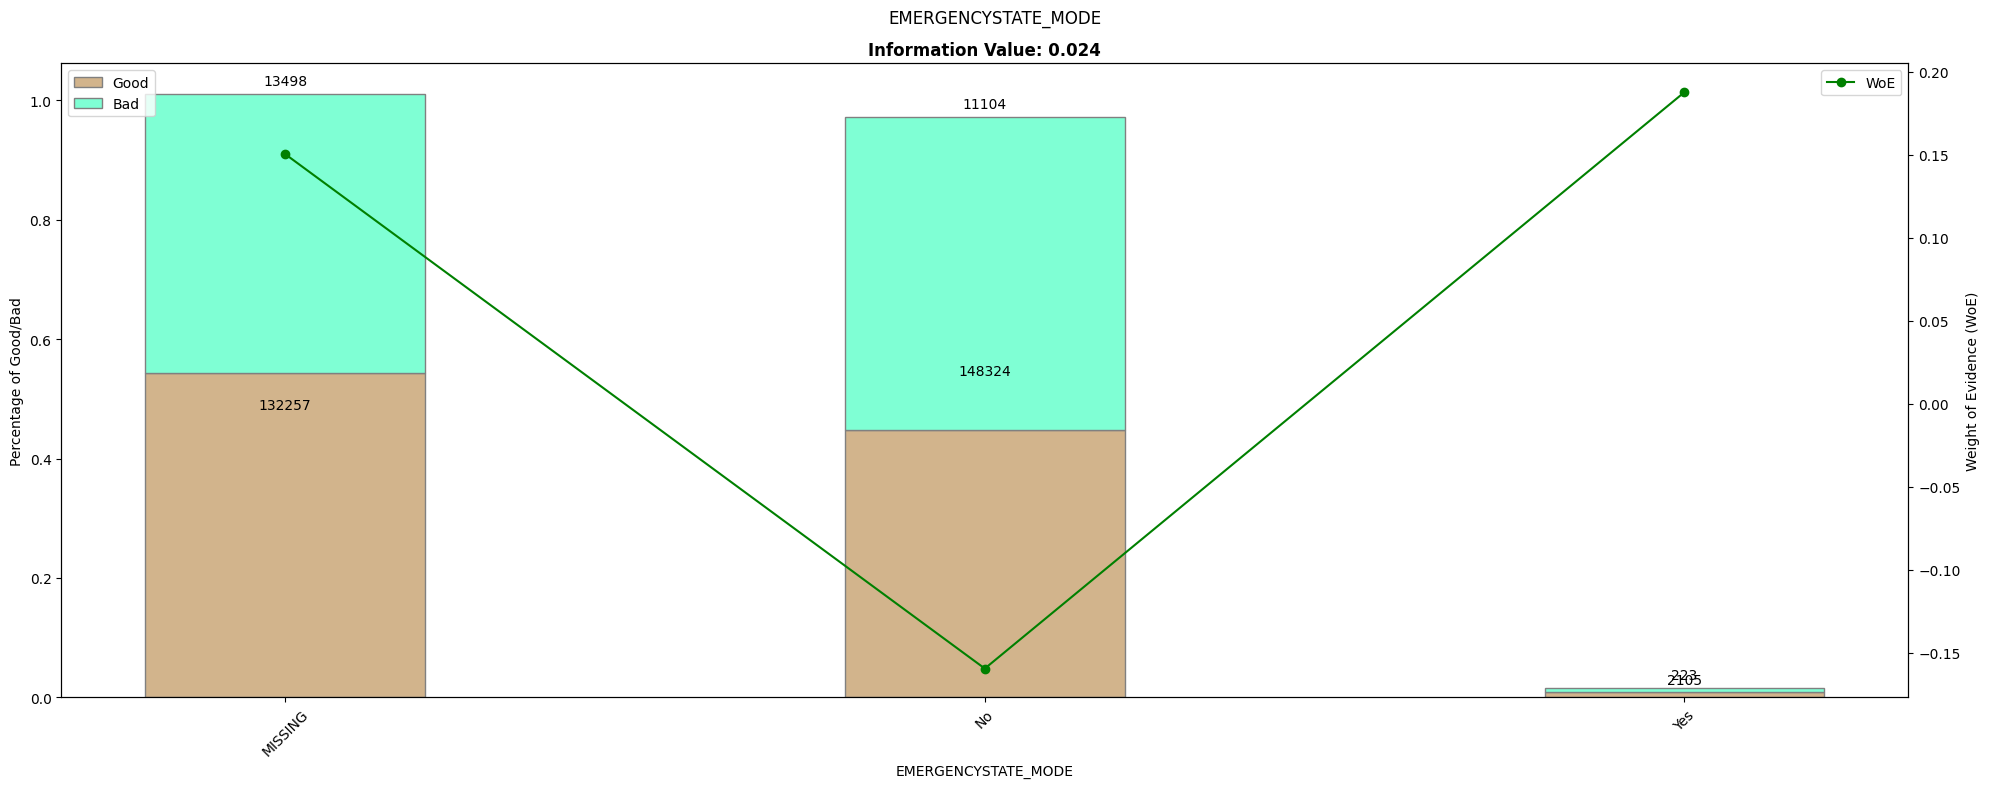 EMERGENCYSTATE_MODE
Information Value: 0.024
Good
Bad
WoE
13498
11104
132257
148324
223
2105
1.0
0.8
0.6
0.4
0.2
0.0
Percentage of Good/Bad
0.20
0.15
0.10
0.05
0.00
−0.05
−0.10
−0.15
Weight of Evidence (WoE)
MISSING
No
Yes
EMERGENCYSTATE_MODE